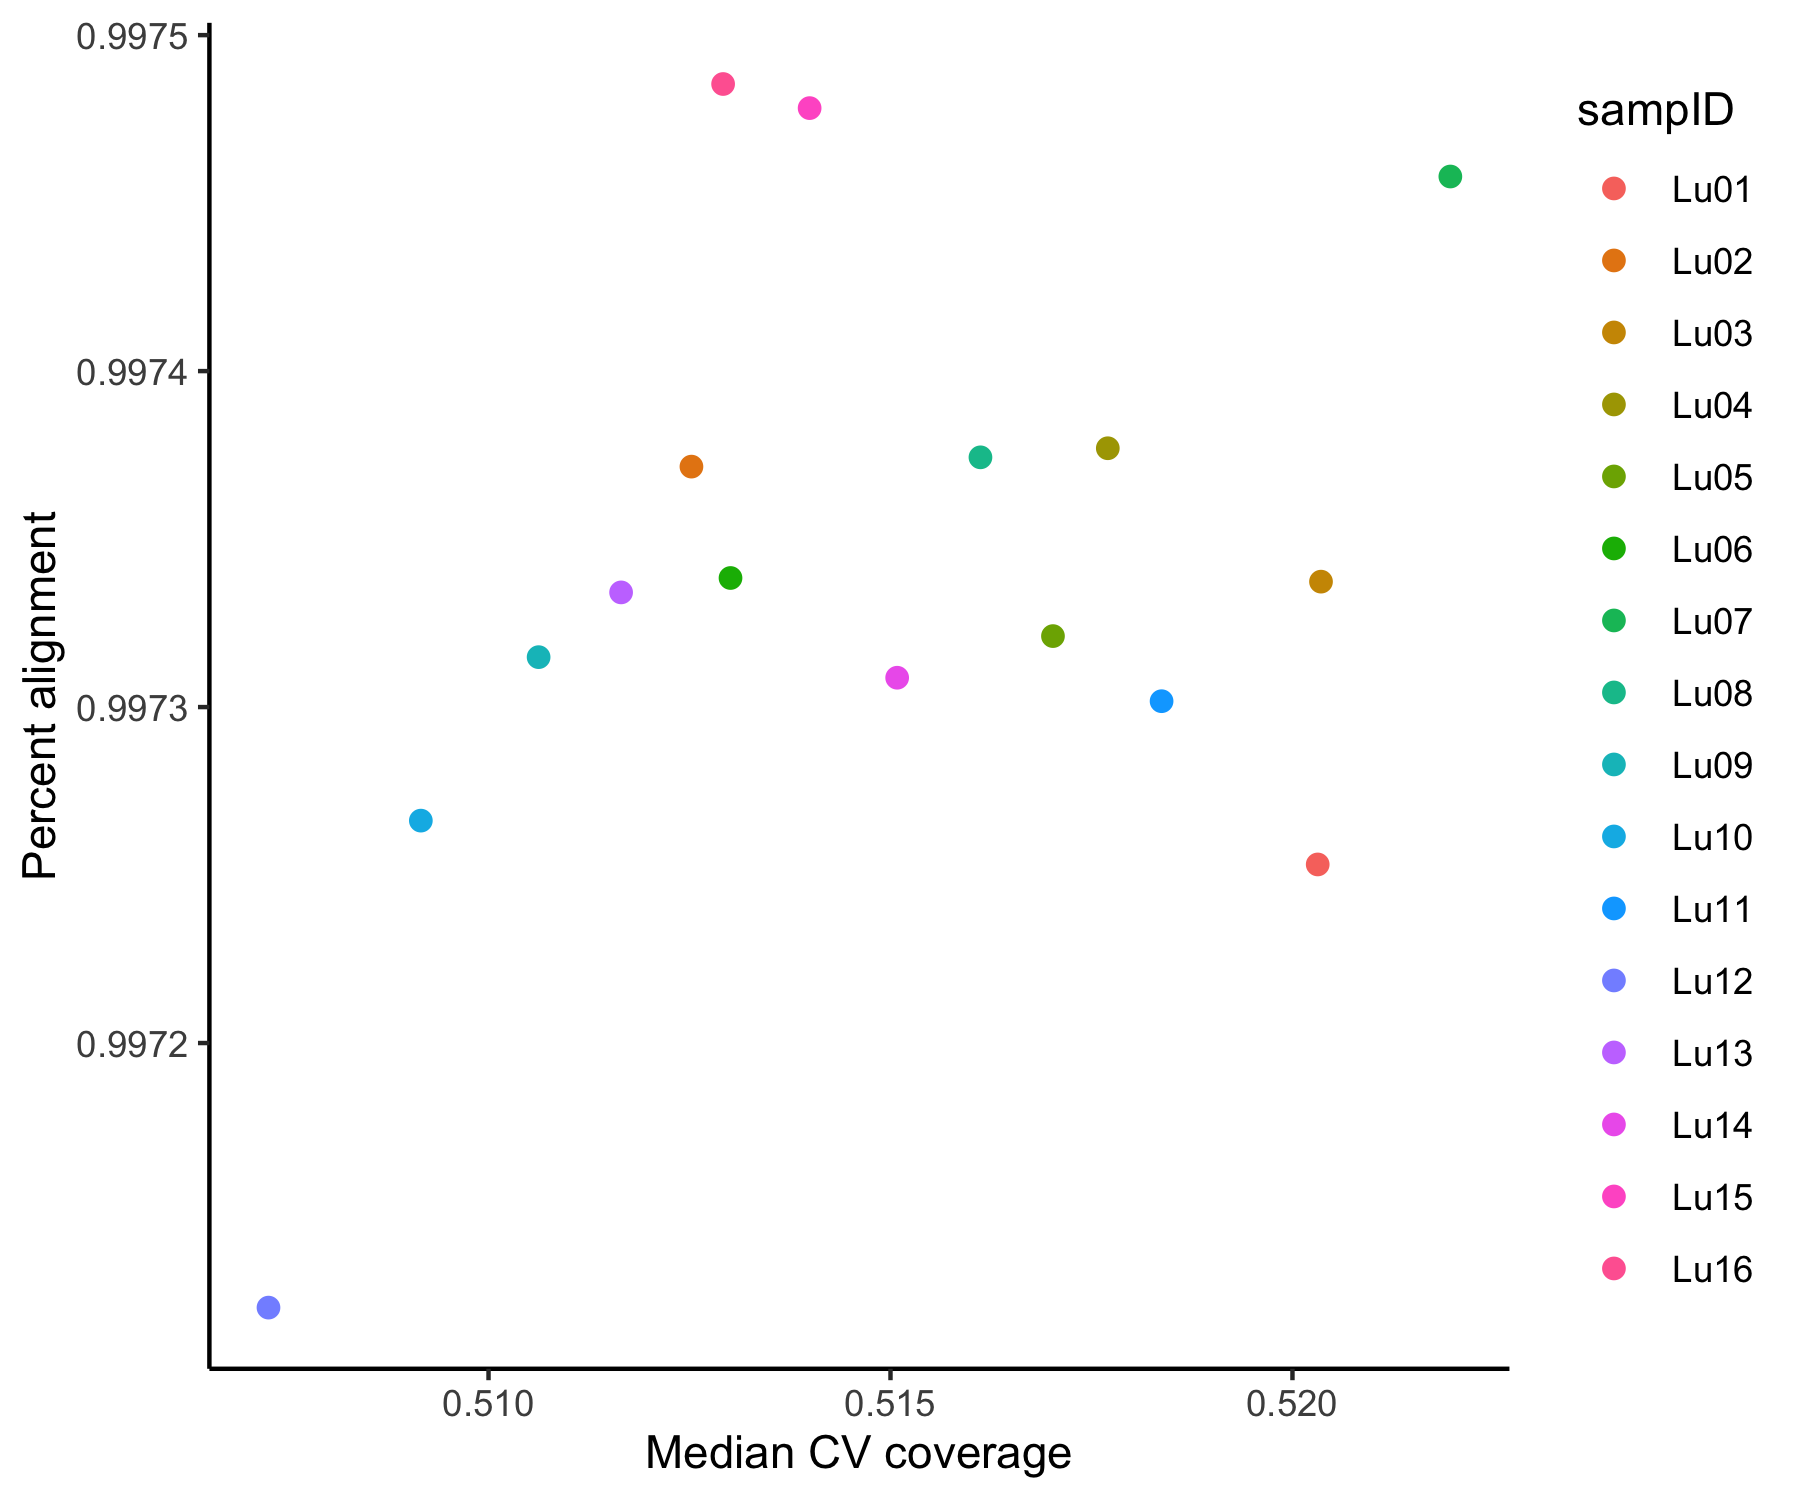 0.9975
0.9974
0.9973
0.9972
Percent alignment
0.510
0.515
0.520
Median CV coverage
sampID
Lu01
Lu02
Lu03
Lu04
Lu05
Lu06
Lu07
Lu08
Lu09
Lu10
Lu11
Lu12
Lu13
Lu14
Lu15
Lu16